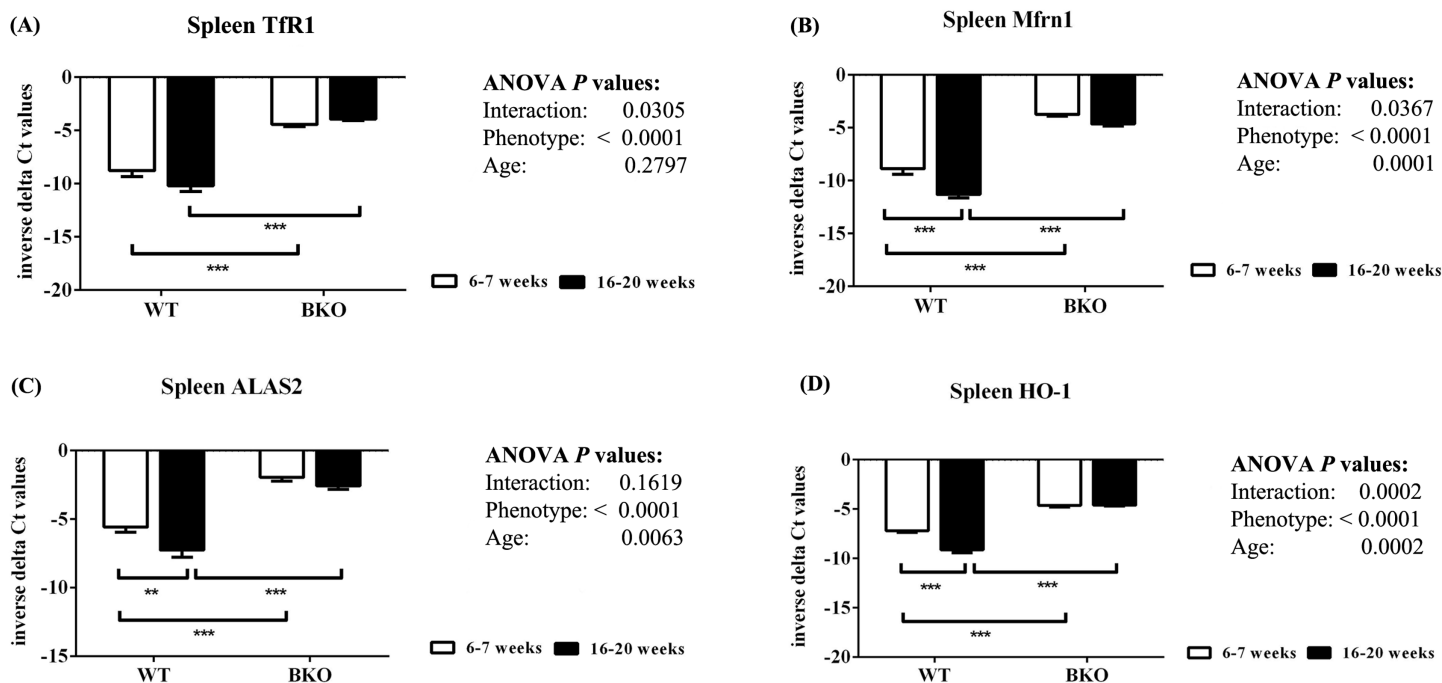 (A)
Spleen TfR1
inverse delta Ct values
0
-5
-10
-15
-20
***
***
WT
BKO
ANOVA P values:
Interaction: 0.0305
Phenotype: < 0.0001
Age: 0.2797
6-7 weeks 16-20 weeks
(B)
Spleen Mfrn1
inverse delta Ct values
0
-5
-10
-15
-20
*** ***
***
WT
BKO
ANOVA P values:
Interaction: 0.0367
Phenotype: < 0.0001
Age: 0.0001
6-7 weeks 16-20 weeks
(C)
Spleen ALAS2
inverse delta Ct values
0
-5
-10
-15
** ***
***
WT
BKO
ANOVA P values:
Interaction: 0.1619
Phenotype: < 0.0001
Age: 0.0063
6-7 weeks 16-20 weeks
(D)
Spleen HO-1
inverse delta Ct values
0
-5
-10
-15
-20
*** ***
***
WT
BKO
ANOVA P values:
Interaction: 0.0002
Phenotype: < 0.0001
Age: 0.0002
6-7 weeks 16-20 weeks